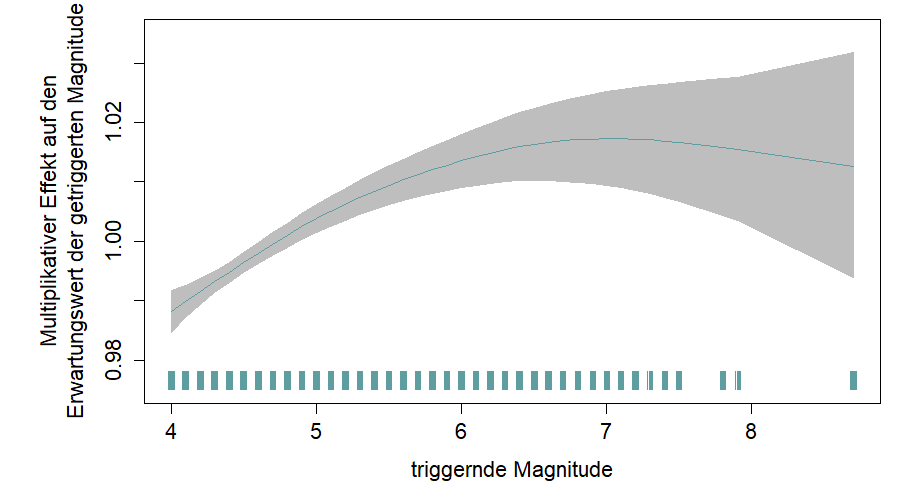 Multiplikativer Effekt auf den
Erwartungswert der getriggerten Magnitude
1.02
1.00
0.98
4 5 6 7 8
triggernde Magnitude